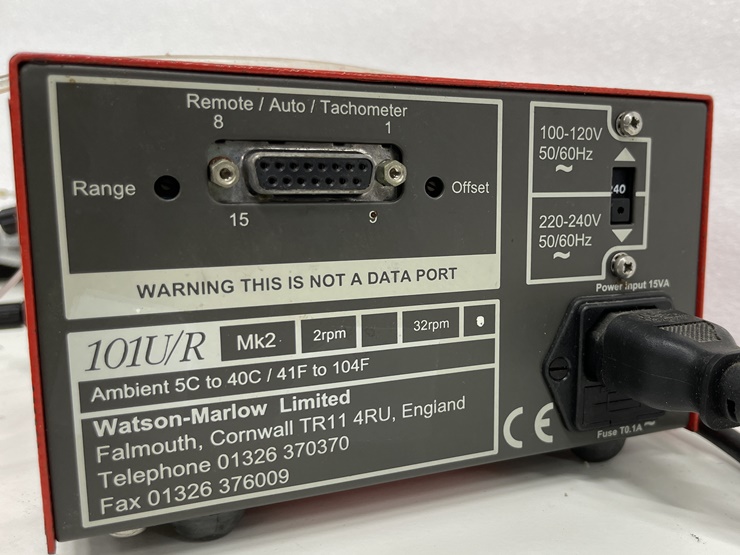 Remote / Auto / Tachometer
8 1
Range Offset
15 9
WARNING THIS IS NOT A DATA PORT
100-120V
50/60Hz
~
220-240V
50/60Hz
~
Power Input 15VA
101U/R Mk2 2rpm 32rpm
Ambient 5C to 40C / 41F to 104F
Watson-Marlow Limited
Falmouth, Cornwall TR11 4RU, England
Telephone 01326 370370
Fax 01326 376009
CE
Fuse T0.1A ~